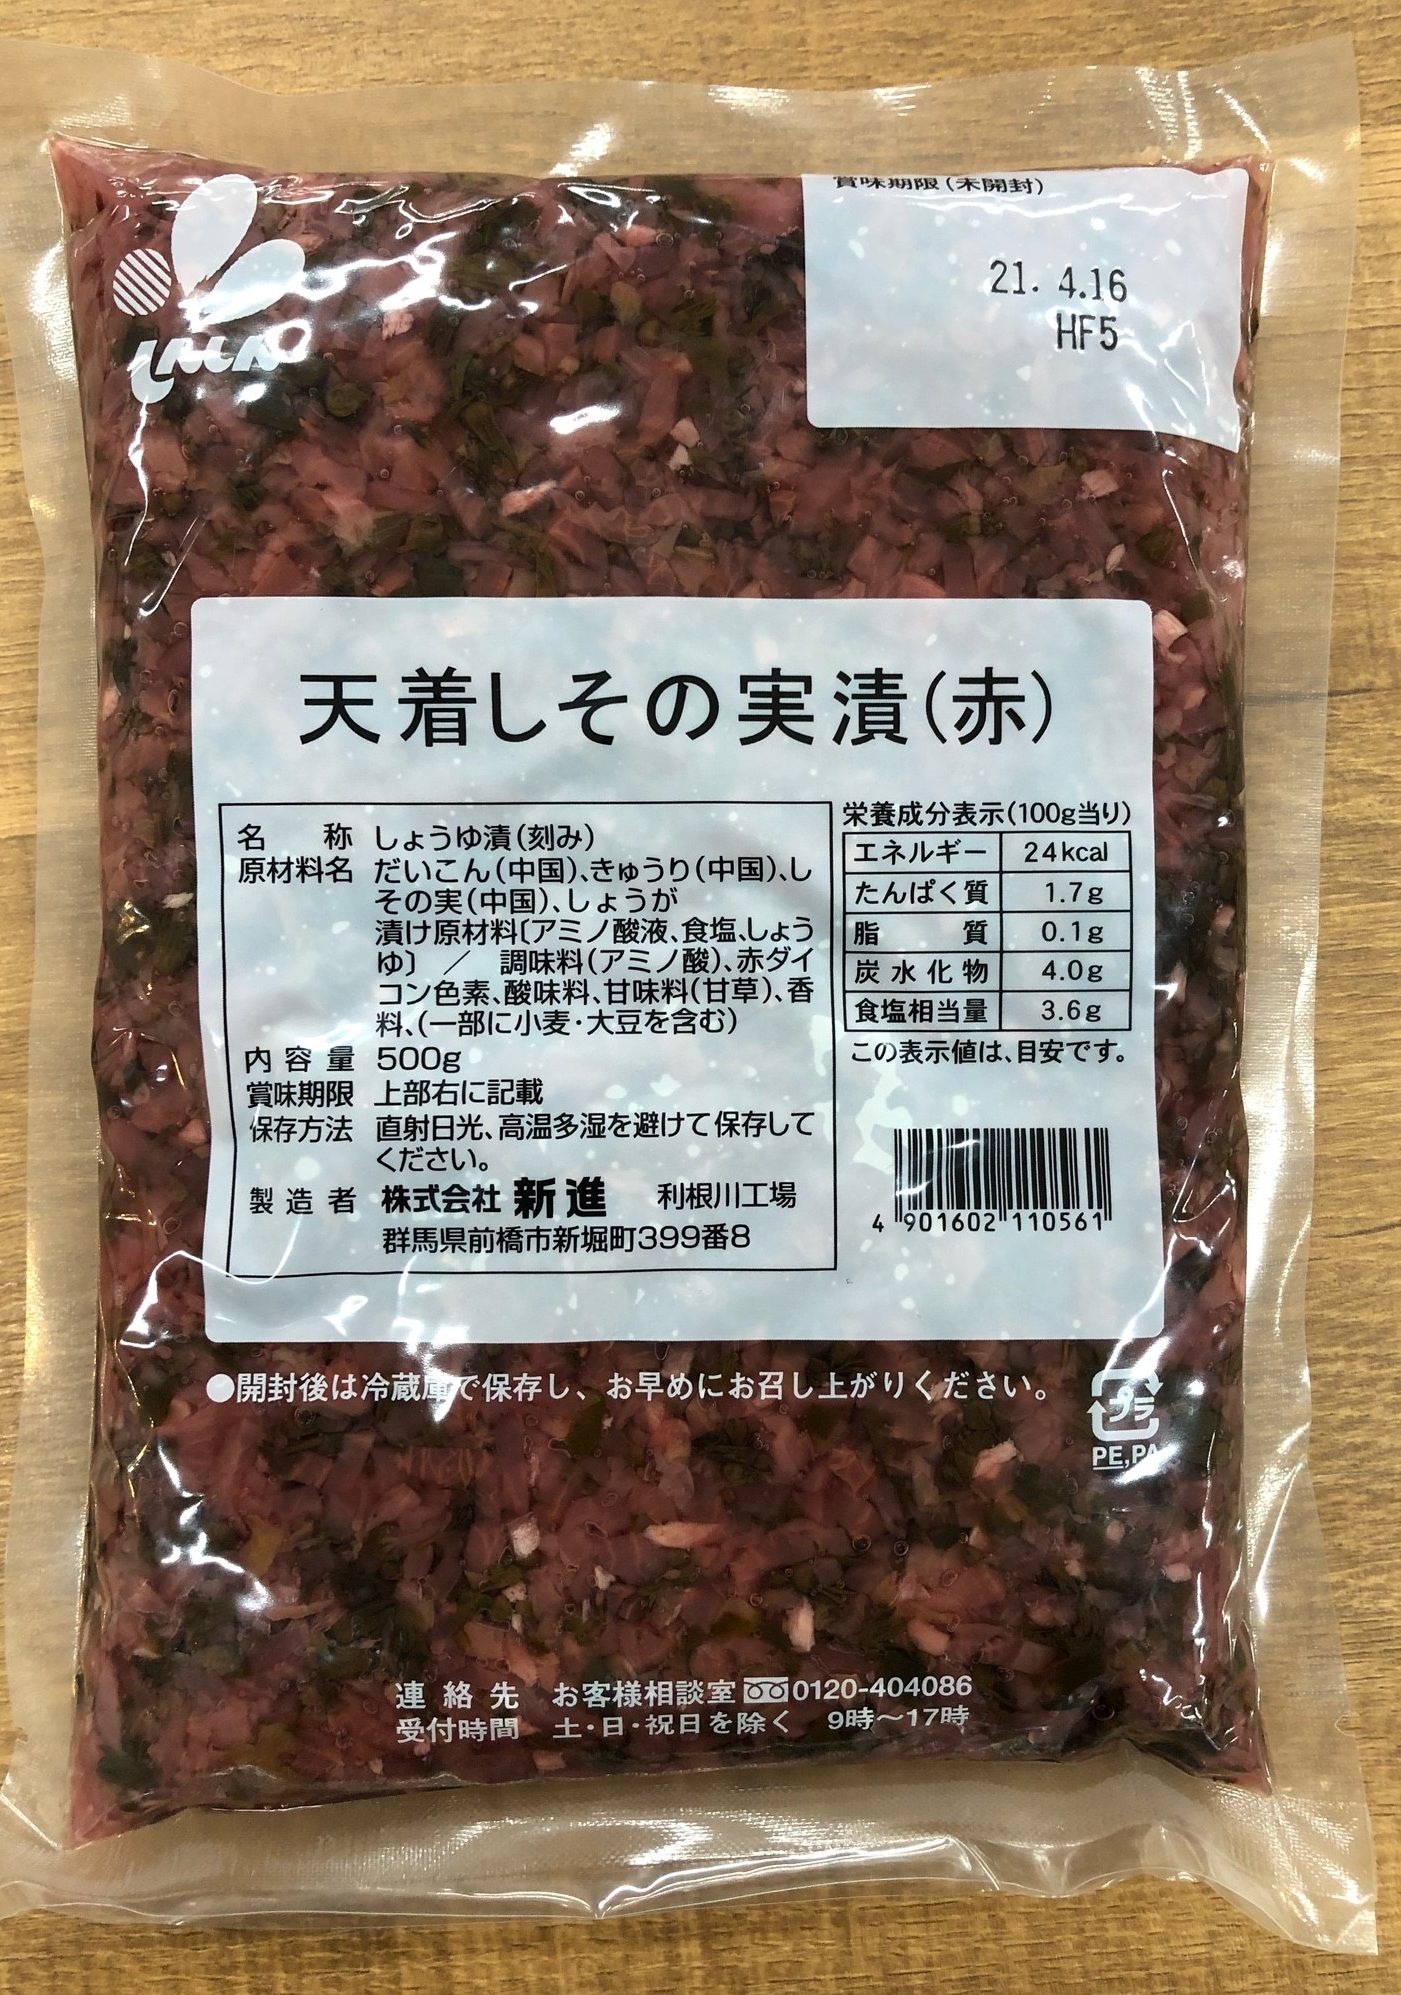 しんしん
賞味期限(未開封)
21. 4.16
HF5
天着しその実漬(赤)
名称 しょうゆ漬(刻み)
原材料名 だいこん(中国)、きゅうり(中国)、し
その実(中国)、しょうが
漬け原材料〔アミノ酸液、食塩、しょう
ゆ〕 ／ 調味料(アミノ酸)、赤ダイ
コン色素、酸味料、甘味料(甘草)、香
料、(一部に小麦・大豆を含む)
内容量 500g
賞味期限 上部右に記載
保存方法 直射日光、高温多湿を避けて保存して
ください。
製造者 株式会社 新進 利根川工場
群馬県前橋市新堀町399番8
栄養成分表示(100g当り)
エネルギー 24kcal
たんぱく質 1.7g
脂質 0.1g
炭水化物 4.0g
食塩相当量 3.6g
この表示値は、目安です。
4 901602 110561
●開封後は冷蔵庫で保存し、お早めにお召し上がりください。
プラ
PE,PA
連絡先 お客様相談室 0120-404086
受付時間 土・日・祝日を除く 9時〜17時